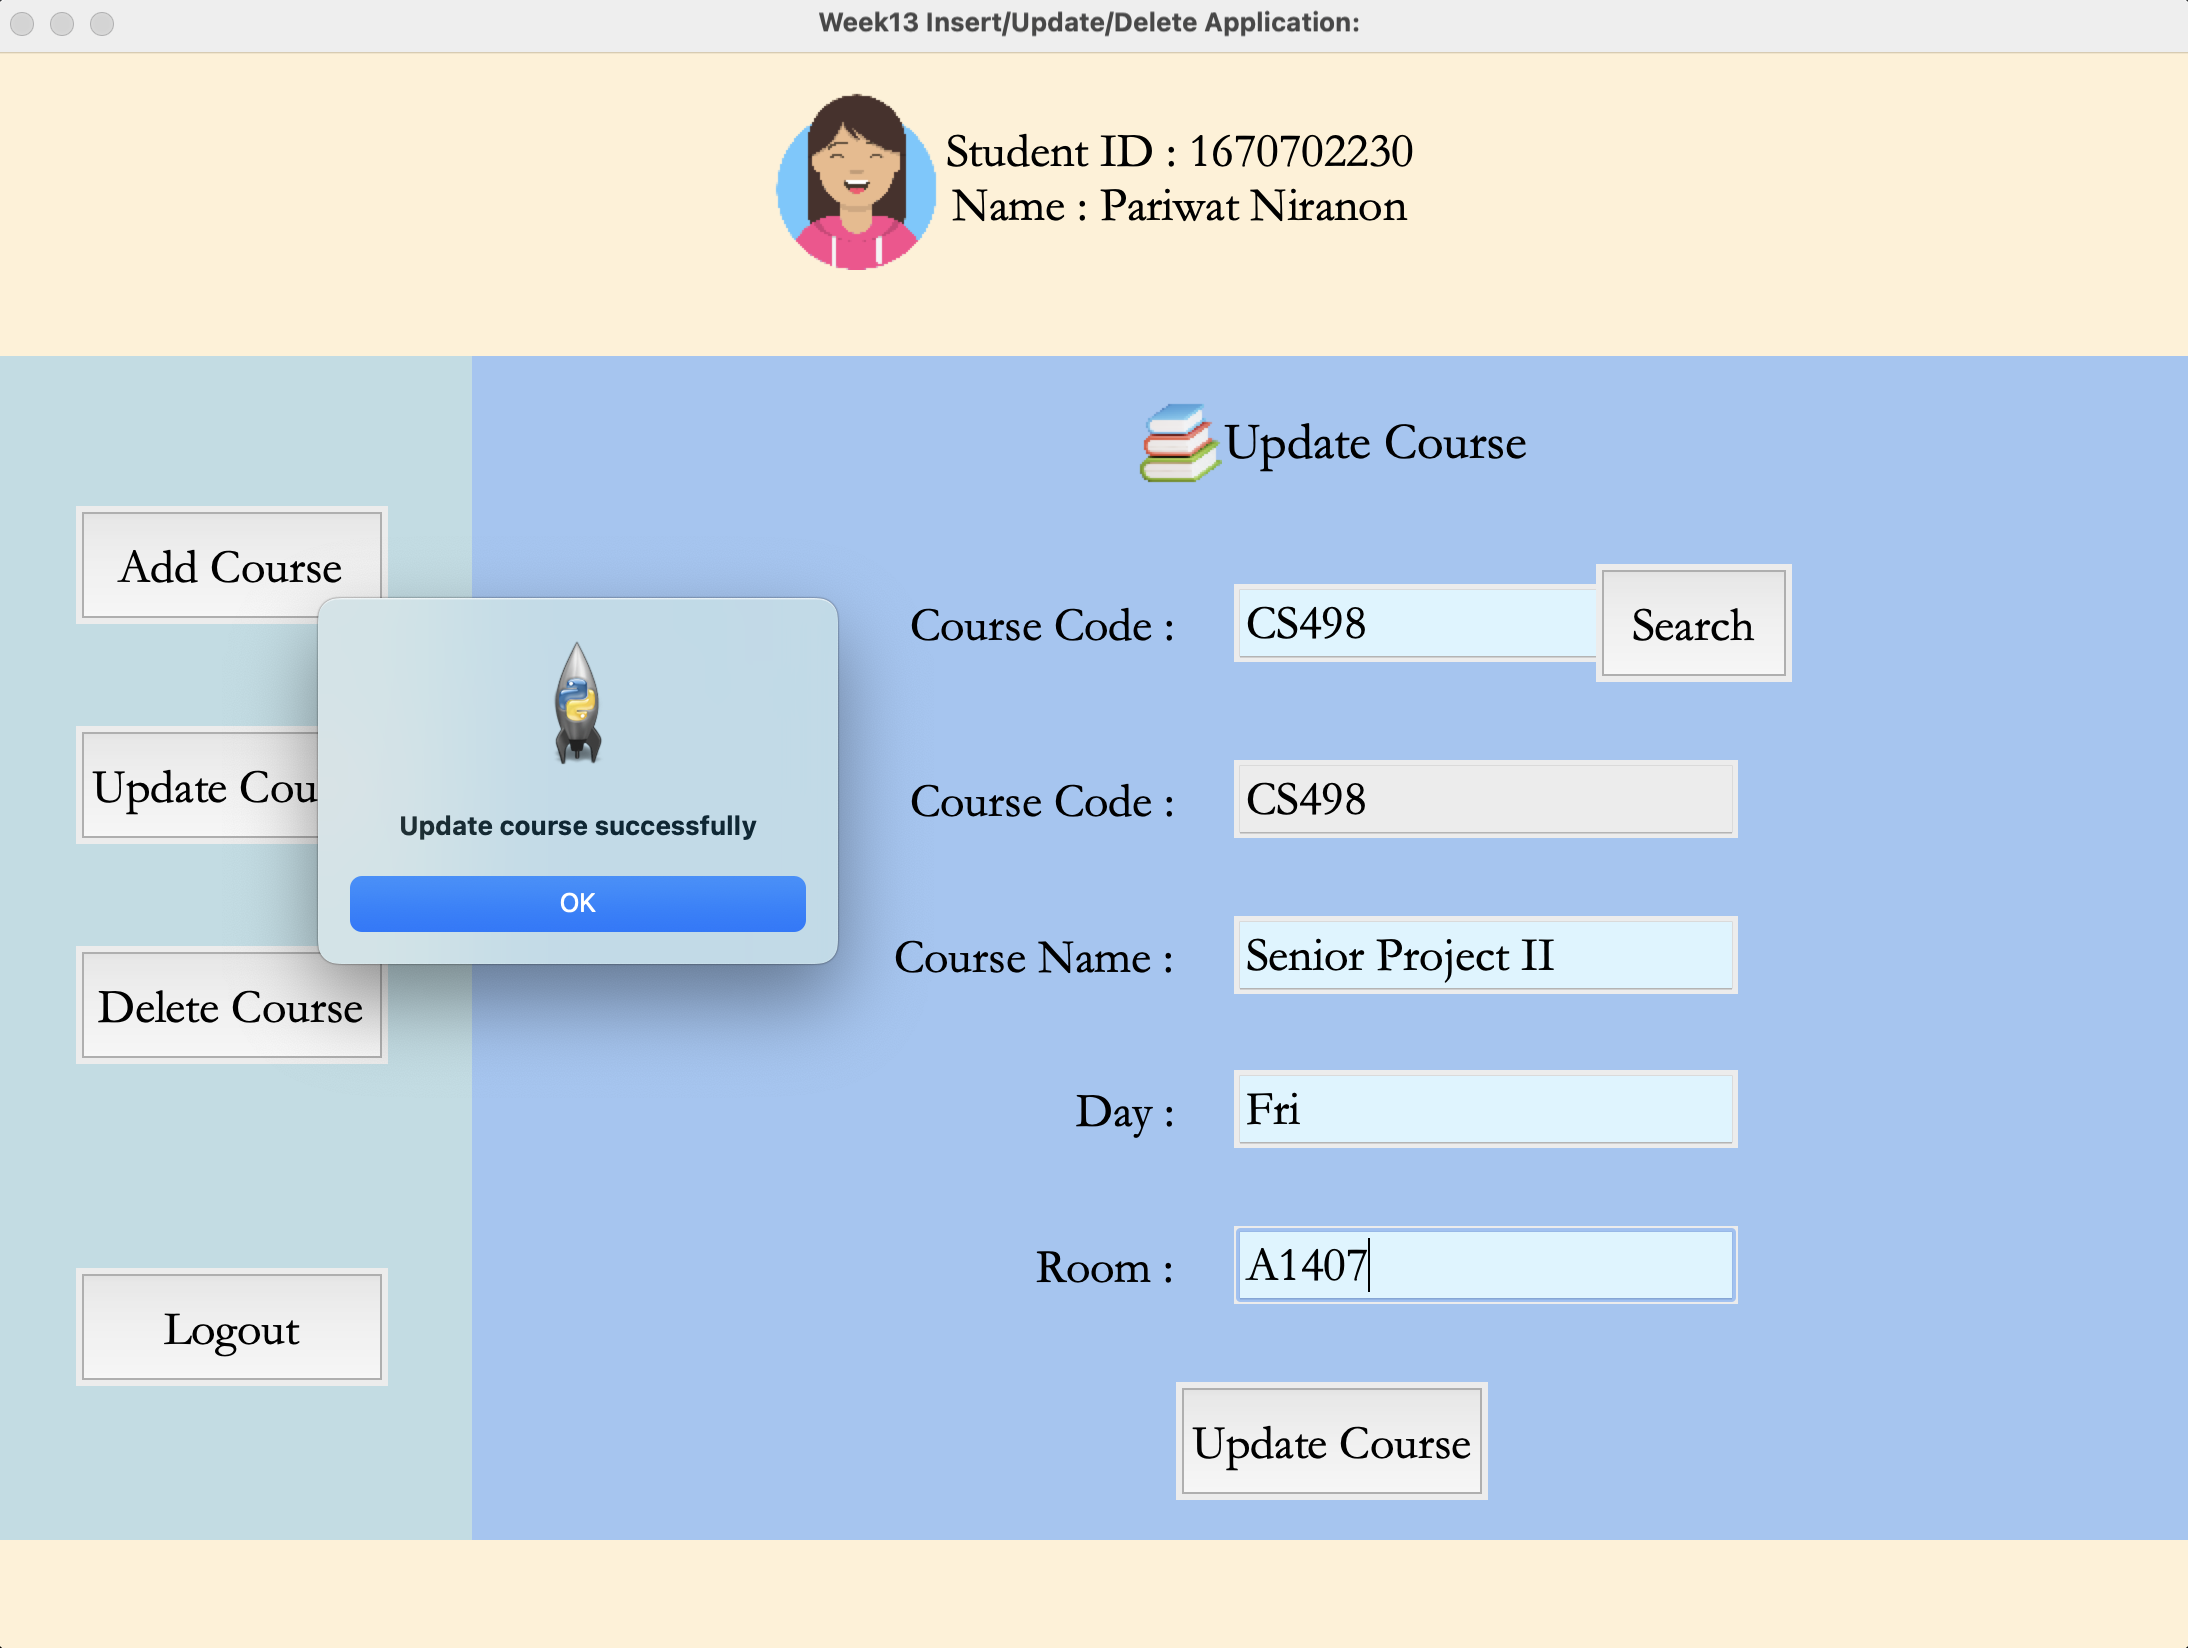 Week13 Insert/Update/Delete Application:
Student ID : 1670702230
Name : Pariwat Niranon
Update Course
Add Course
Update Cou
Delete Course
Logout
Update course successfully
OK
Course Code : CS498 Search
Course Code : CS498
Course Name : Senior Project II
Day : Fri
Room : A1407
Update Course